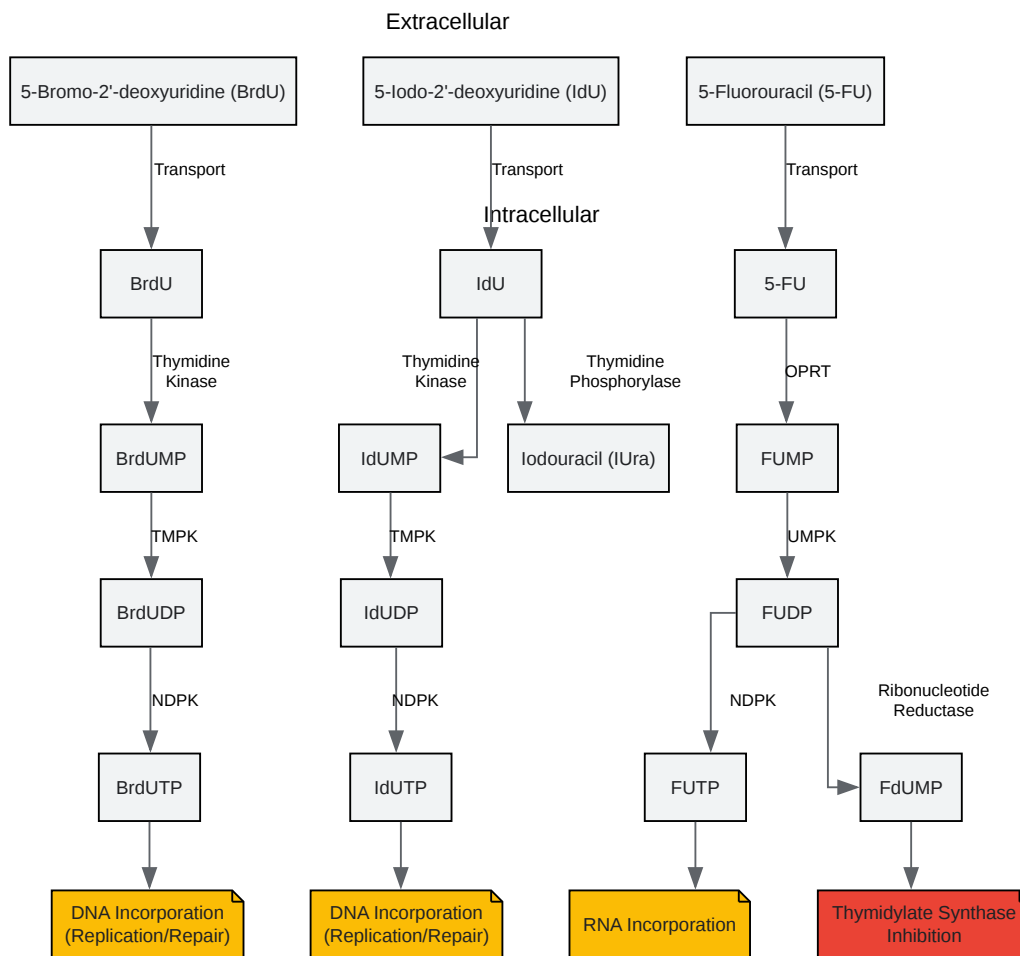 Extracellular
5-Bromo-2'-deoxyuridine (BrdU)
5-Iodo-2'-deoxyuridine (IdU)
5-Fluorouracil (5-FU)
Transport
Transport
Transport
Intracellular
BrdU
IdU
5-FU
Thymidine
Kinase
Thymidine
Kinase
Thymidine
Phosphorylase
OPRT
BrdUMP
IdUMP
Iodouracil (IUra)
FUMP
TMPK
TMPK
UMPK
BrdUDP
IdUDP
FUDP
NDPK
NDPK
NDPK
Ribonucleotide
Reductase
BrdUTP
IdUTP
FUTP
FdUMP
DNA Incorporation
(Replication/Repair)
DNA Incorporation
(Replication/Repair)
RNA Incorporation
Thymidylate Synthase
Inhibition